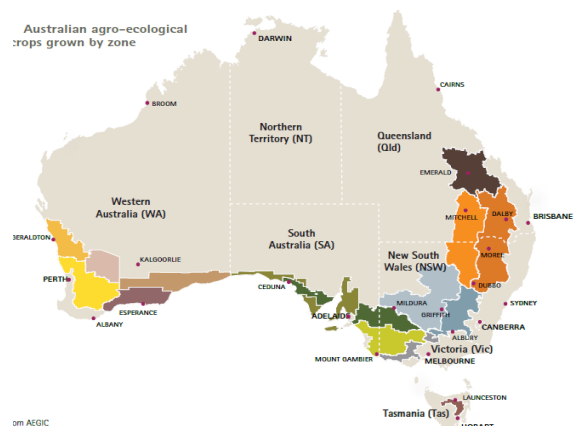 Australian agro-ecological
crops grown by zone
DARWIN
CAIRNS
BROOM
Northern
Territory (NT)
Queensland
(Qld)
EMERALD
Western
Australia (WA)
MITCHELL
DALBY
BRISBANE
South
Australia (SA)
GERALDTON
KALGOORLIE
New South
Wales (NSW)
MOREE
PERTH
CEDUNA
DUBBO
ESPERANCE
MILDURA
SYDNEY
ADELAIDE
GRIFFITH
ALBANY
CANBERRA
ALBURY
Victoria (Vic)
MOUNT GAMBIER
MELBOURNE
LAUNCESTON
Tasmania (Tas)
om AEGIC
HOBART